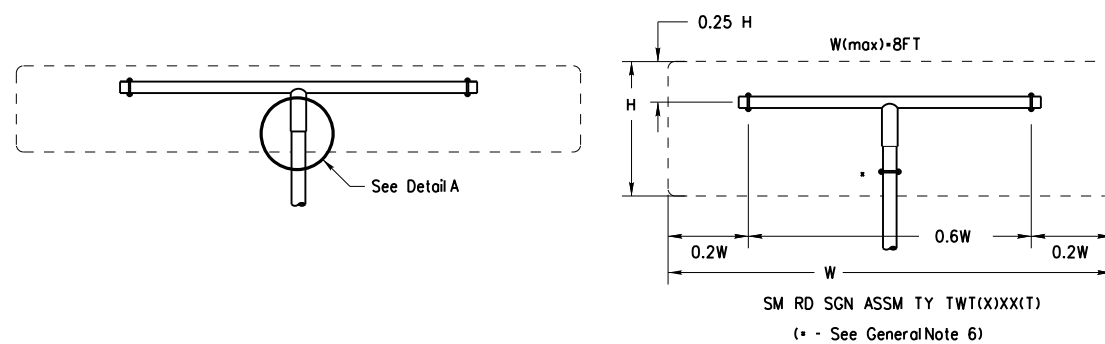 0.25 H
W(max)=8FT
H
See Detail A
*
0.6W
0.2W
0.2W
W
SM RD SGN ASSM TY TWT(X)XX(T)
(* - See General Note 6)